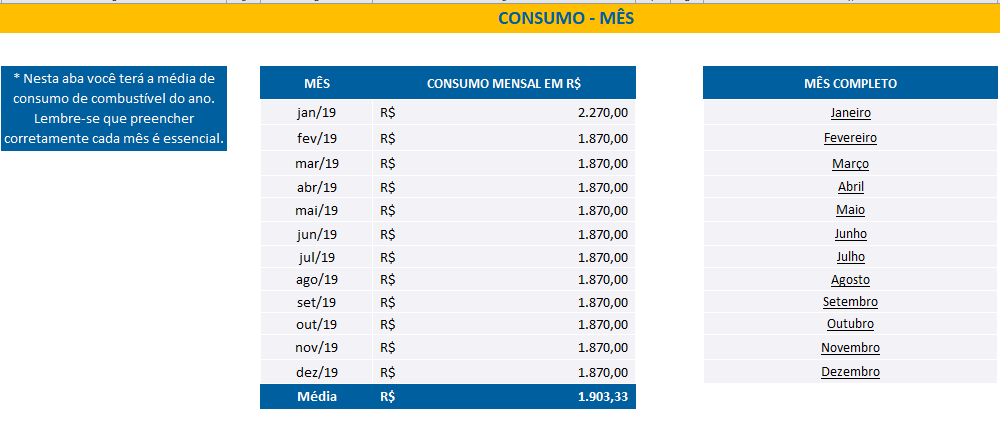 CONSUMO - MÊS
* Nesta aba você terá a média de
consumo de combustível do ano.
Lembre-se que preencher
corretamente cada mês é essencial.
MÊS CONSUMO MENSAL EM R$
jan/19 R$ 2.270,00
fev/19 R$ 1.870,00
mar/19 R$ 1.870,00
abr/19 R$ 1.870,00
mai/19 R$ 1.870,00
jun/19 R$ 1.870,00
jul/19 R$ 1.870,00
ago/19 R$ 1.870,00
set/19 R$ 1.870,00
out/19 R$ 1.870,00
nov/19 R$ 1.870,00
dez/19 R$ 1.870,00
Média R$ 1.903,33
MÊS COMPLETO
Janeiro
Fevereiro
Março
Abril
Maio
Junho
Julho
Agosto
Setembro
Outubro
Novembro
Dezembro